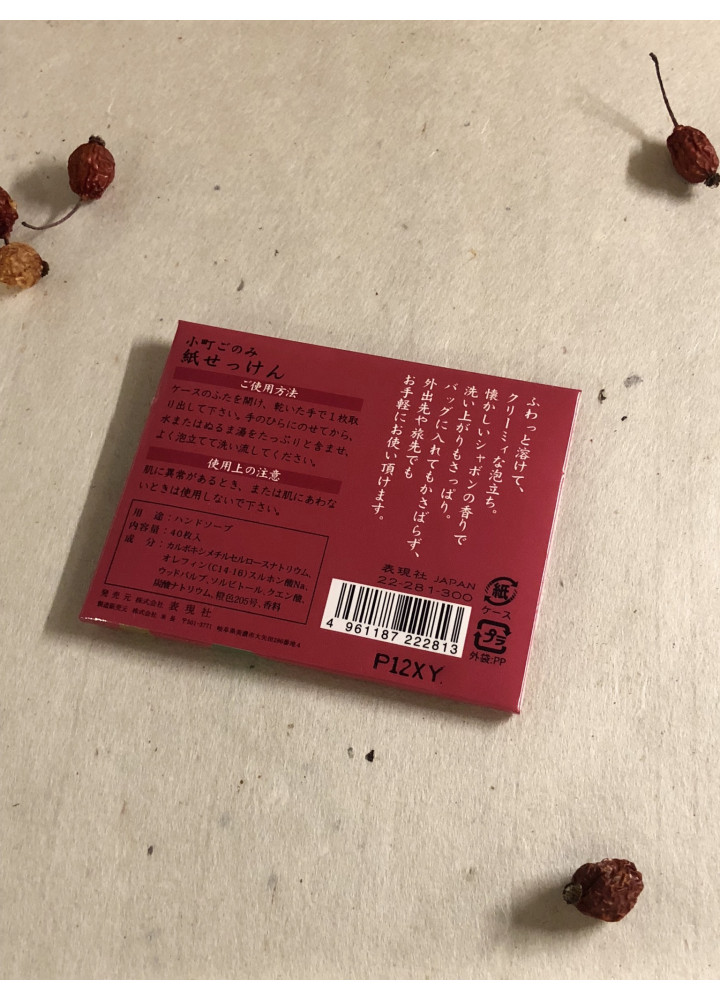 小町ごのみ
紙せっけん
ご使用方法
ケースのふたを開け、乾いた手で1枚取
り出して下さい。手のひらにのせてから、
水またはぬるま湯をたっぷりと含ませ、
よく泡立てて洗い流してください。
使用上の注意
肌に異常があるとき、または肌にあわな
いときは使用しないで下さい。
用　途：ハンドソープ
内容量：40枚入
成　分：カルボキシメチルセルロースナトリウム,
オレフィン(C14-16)スルホン酸Na,
ウッドパルプ, ソルビトール, クエン酸,
炭酸ナトリウム, 橙色205号, 香料
発売元 株式会社 表現社
製造販売元 株式会社
ふわっと溶けて、
クリーミィな泡立ち。
懐かしいシャボンの香りで
洗い上がりもさっぱり。
バッグに入れてもかさばらず、
外出先や旅先でも
お手軽にお使い頂けます。
表現社 JAPAN
22-281-300
4 961187 222813
P12XY
紙
ケース
プラ
外袋:PP